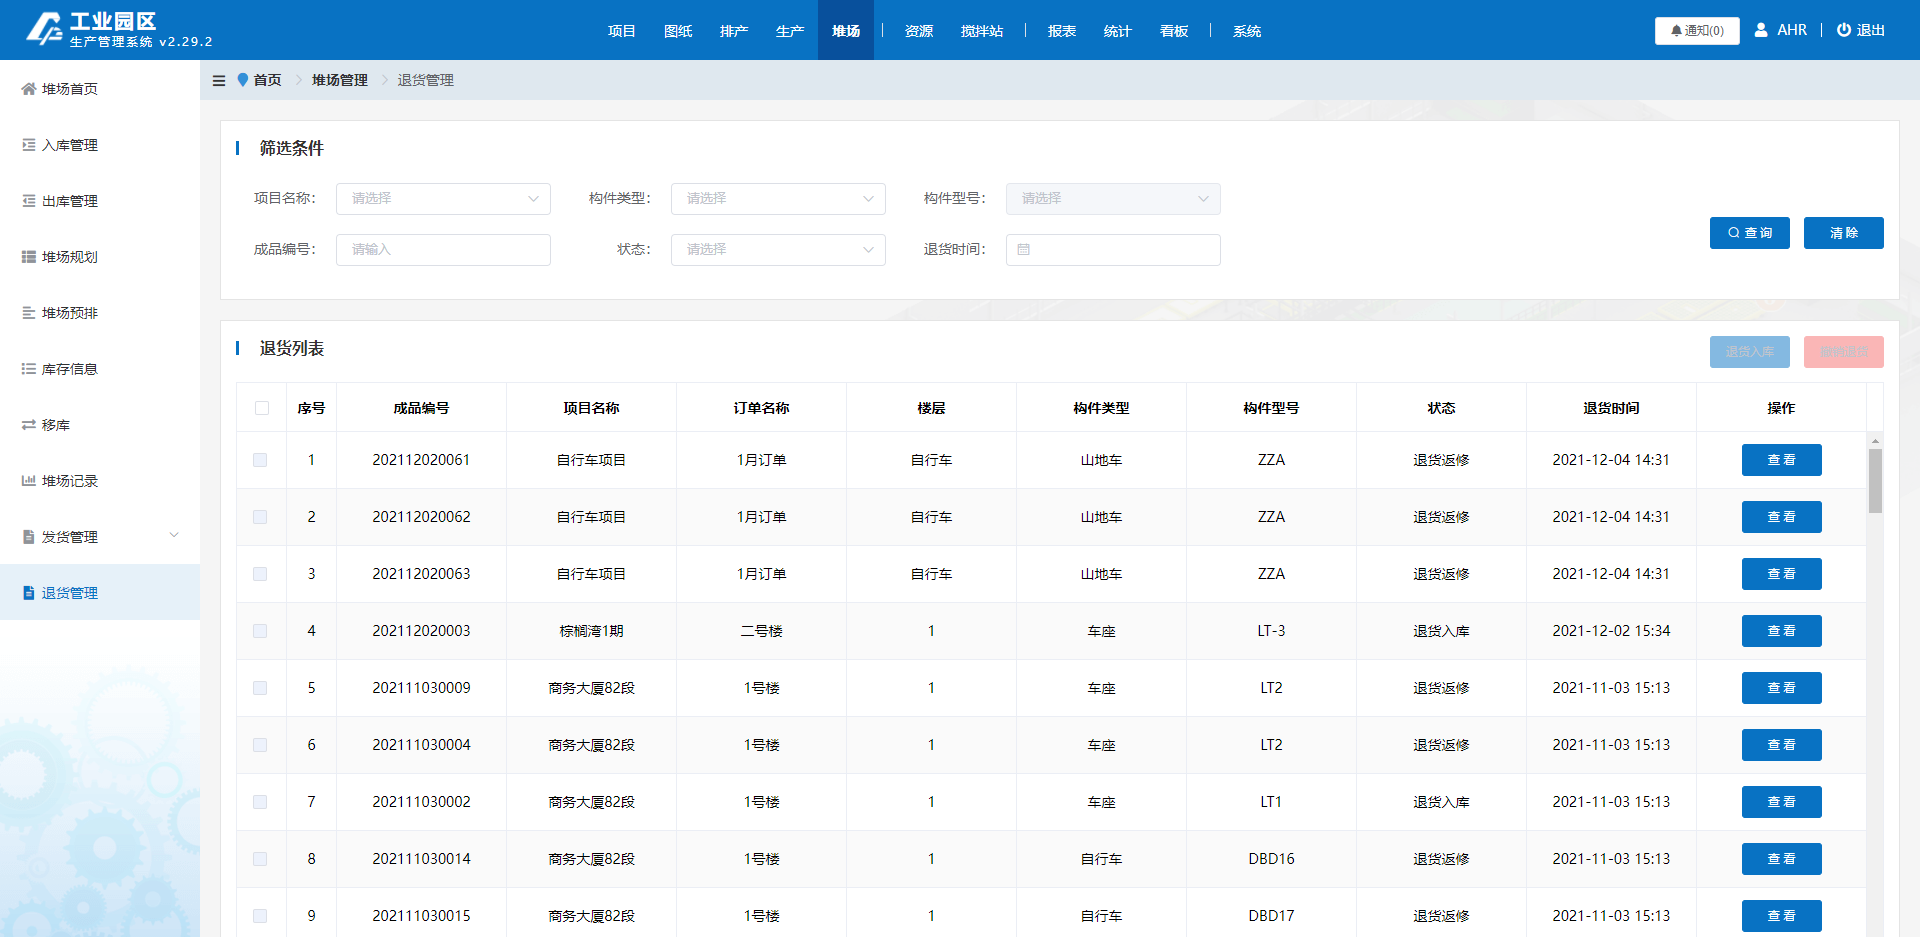 工业园区
生产管理系统 v2.29.2
项目 图纸 排产 生产 堆场 资源 搅拌站 报表 统计 看板 系统
通知(0) AHR 退出
首页 堆场管理 退货管理
堆场首页
入库管理
出库管理
堆场规划
堆场预排
库存信息
移库
堆场记录
发货管理
退货管理
筛选条件
项目名称: 请选择 构件类型: 请选择 构件型号: 请选择
成品编号: 请输入 状态: 请选择 退货时间:
查询 清除
退货列表
退货入库
序号 成品编号 项目名称 订单名称 楼层 构件类型 构件型号 状态 退货时间 操作
1 202112020061 自行车项目 1月订单 自行车 山地车 ZZA 退货返修 2021-12-04 14:31 查看
2 202112020062 自行车项目 1月订单 自行车 山地车 ZZA 退货返修 2021-12-04 14:31 查看
3 202112020063 自行车项目 1月订单 自行车 山地车 ZZA 退货返修 2021-12-04 14:31 查看
4 202112020003 棕榈湾1期 二号楼 1 车座 LT-3 退货入库 2021-12-02 15:34 查看
5 202111030009 商务大厦82段 1号楼 1 车座 LT2 退货返修 2021-11-03 15:13 查看
6 202111030004 商务大厦82段 1号楼 1 车座 LT2 退货返修 2021-11-03 15:13 查看
7 202111030002 商务大厦82段 1号楼 1 车座 LT1 退货入库 2021-11-03 15:13 查看
8 202111030014 商务大厦82段 1号楼 1 自行车 DBD16 退货返修 2021-11-03 15:13 查看
9 202111030015 商务大厦82段 1号楼 1 自行车 DBD17 退货返修 2021-11-03 15:13 查看